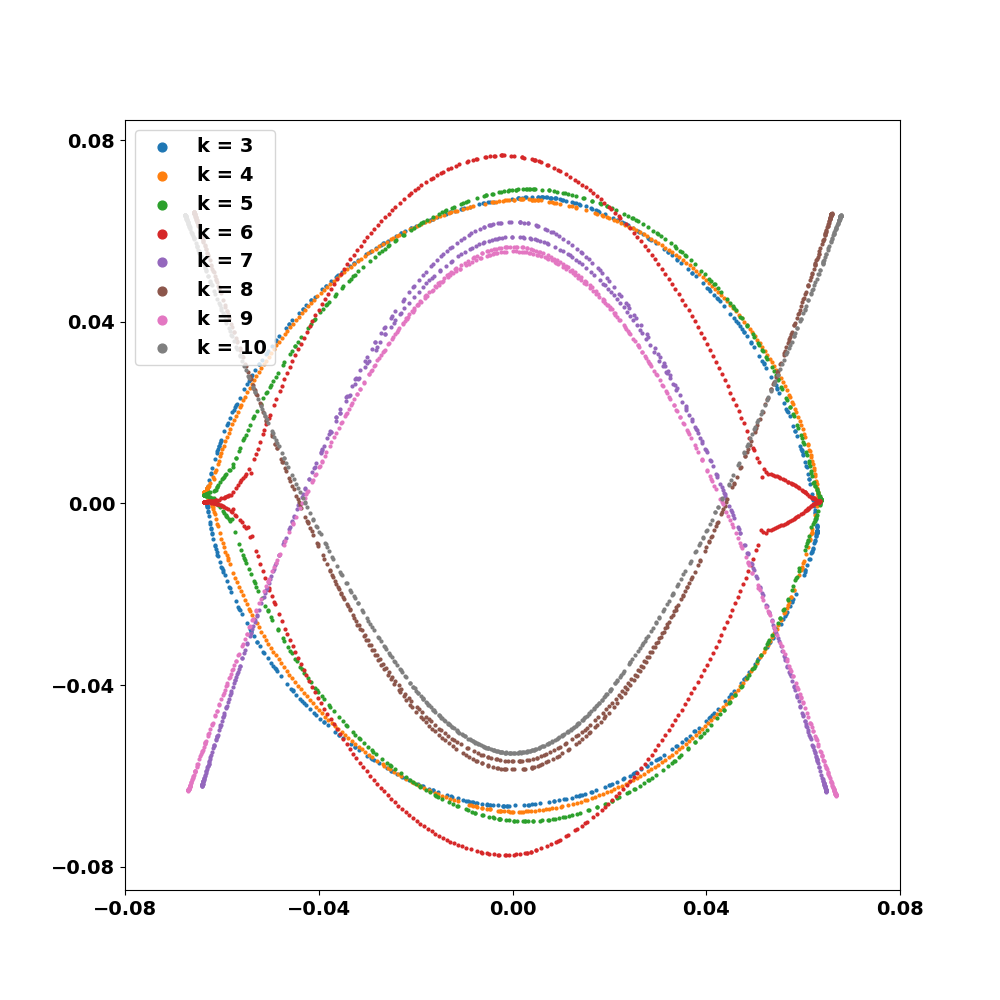 0.08
0.04
0.00
−0.04
−0.08
k = 3
k = 4
k = 5
k = 6
k = 7
k = 8
k = 9
k = 10
−0.08 −0.04 0.00 0.04 0.08